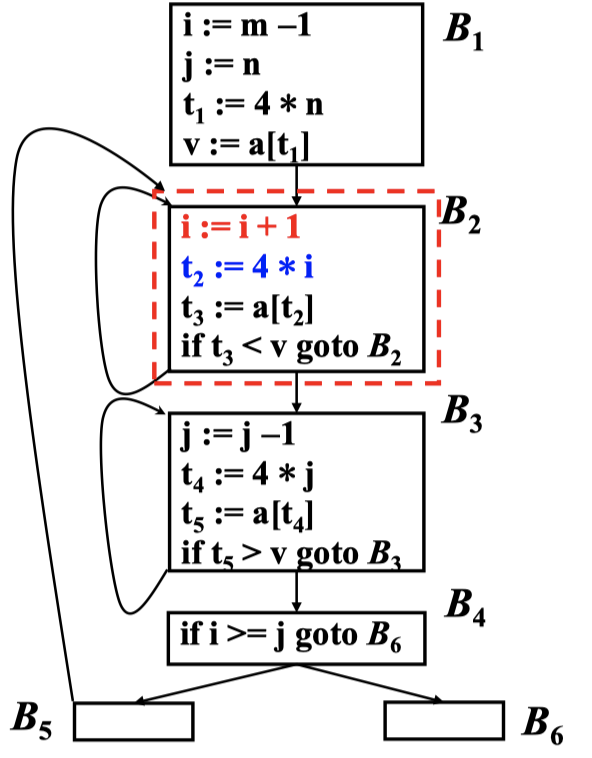 i := m –1
j := n
t₁ := 4 * n
v := a[t₁]
B₁
i := i + 1
t₂ := 4 * i
t₃ := a[t₂]
if t₃ < v goto B₂
B₂
j := j –1
t₄ := 4 * j
t₅ := a[t₄]
if t₅ > v goto B₃
B₃
if i >= j goto B₆
B₄
B₅
B₆